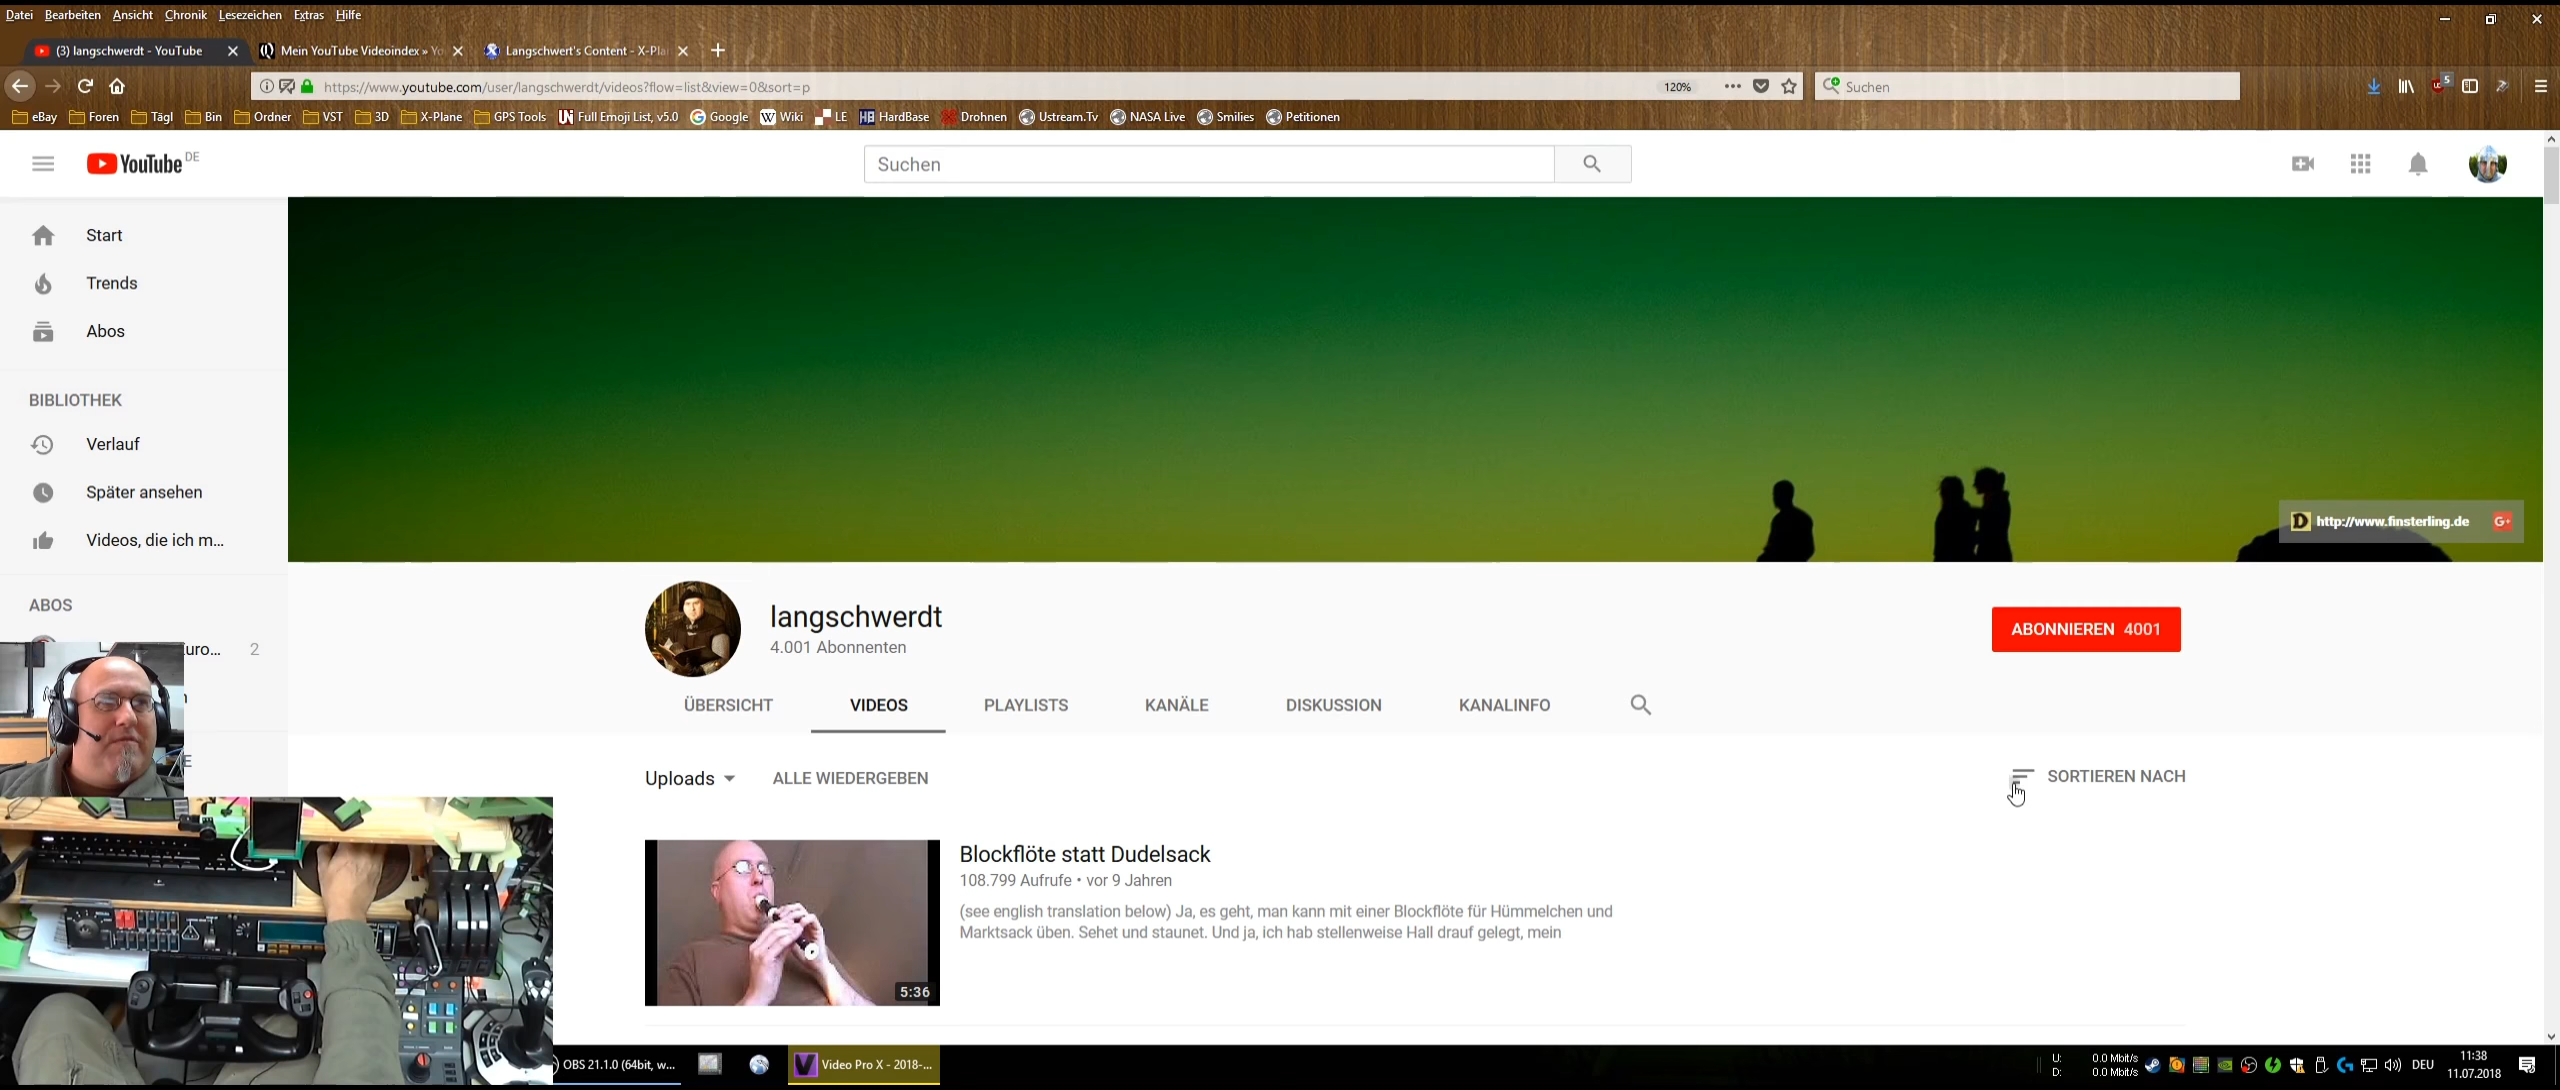 Datei Bearbeiten Ansicht Chronik Lesezeichen Extras Hilfe
(3) langschwerdt - YouTube
Mein YouTube Videoindex » Yo
Langschwert's Content - X-Pla
https://www.youtube.com/user/langschwerdt/videos?flow=list&view=0&sort=p
120%
Suchen
5
eBay Foren Tägl Bin Ordner VST 3D X-Plane GPS Tools Full Emoji List, v5.0 Google Wiki LE HardBase Drohnen Ustream.Tv NASA Live Smilies Petitionen
YouTube DE
Suchen
Start
Trends
Abos
BIBLIOTHEK
Verlauf
Später ansehen
Videos, die ich m...
ABOS
Euro... 2
http://www.finsterling.de
G+
langschwerdt
4.001 Abonnenten
ABONNIEREN 4001
ÜBERSICHT VIDEOS PLAYLISTS KANÄLE DISKUSSION KANALINFO
Uploads ALLE WIEDERGEBEN
SORTIEREN NACH
Blockflöte statt Dudelsack
108.799 Aufrufe • vor 9 Jahren
(see english translation below) Ja, es geht, man kann mit einer Blockflöte für Hümmelchen und
Marktsack üben. Sehet und staunet. Und ja, ich hab stellenweise Hall drauf gelegt, mein
5:36
OBS 21.1.0 (64bit, w...
Video Pro X - 2018-...
U: 0.0 Mbit/s
D: 0.0 Mbit/s
DEU
11:38
11.07.2018